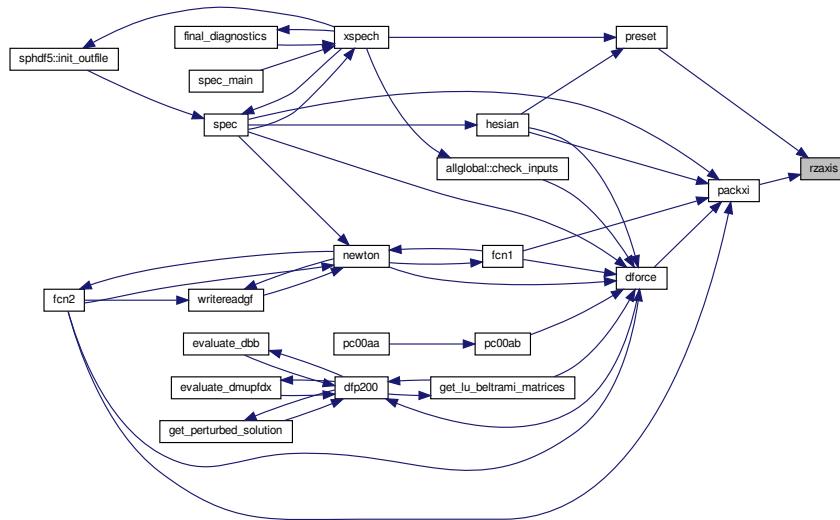 final_diagnostics
xspech
preset
sphdf5::init_outfile
spec_main
spec
hesian
allglobal::check_inputs
rzaxis
packxi
newton
fcn1
dforce
fcn2
writereadgf
evaluate_dbb
pc00aa
pc00ab
evaluate_dmupfdx
dfp200
get_lu_beltrami_matrices
get_perturbed_solution